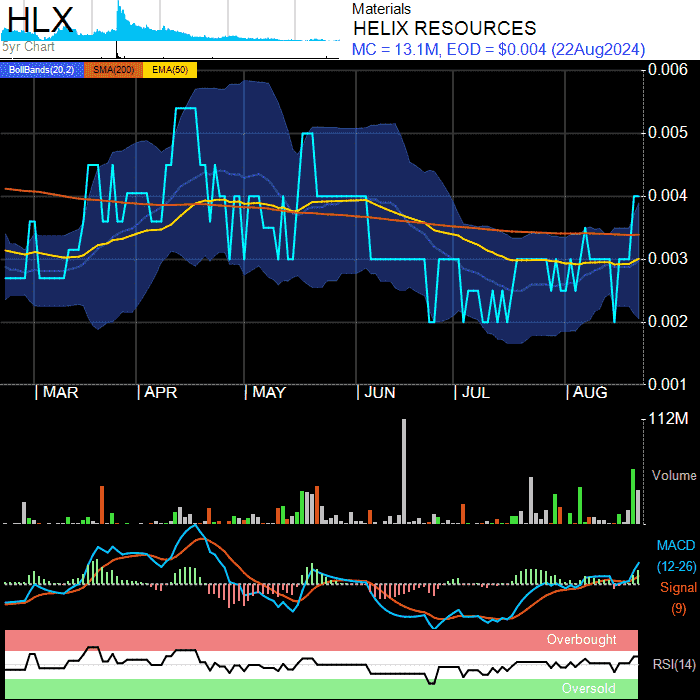 HLX
5yr Chart
Materials
HELIX RESOURCES
MC = 13.1M, EOD = $0.004 (22Aug2024)
BollBands(20,2) SMA(200) EMA(50)
0.006
0.005
0.004
0.003
0.002
0.001
| MAR | APR | MAY | JUN | JUL | AUG
112M
Volume
MACD
(12-26)
Signal
(9)
Overbought
RSI(14)
Oversold